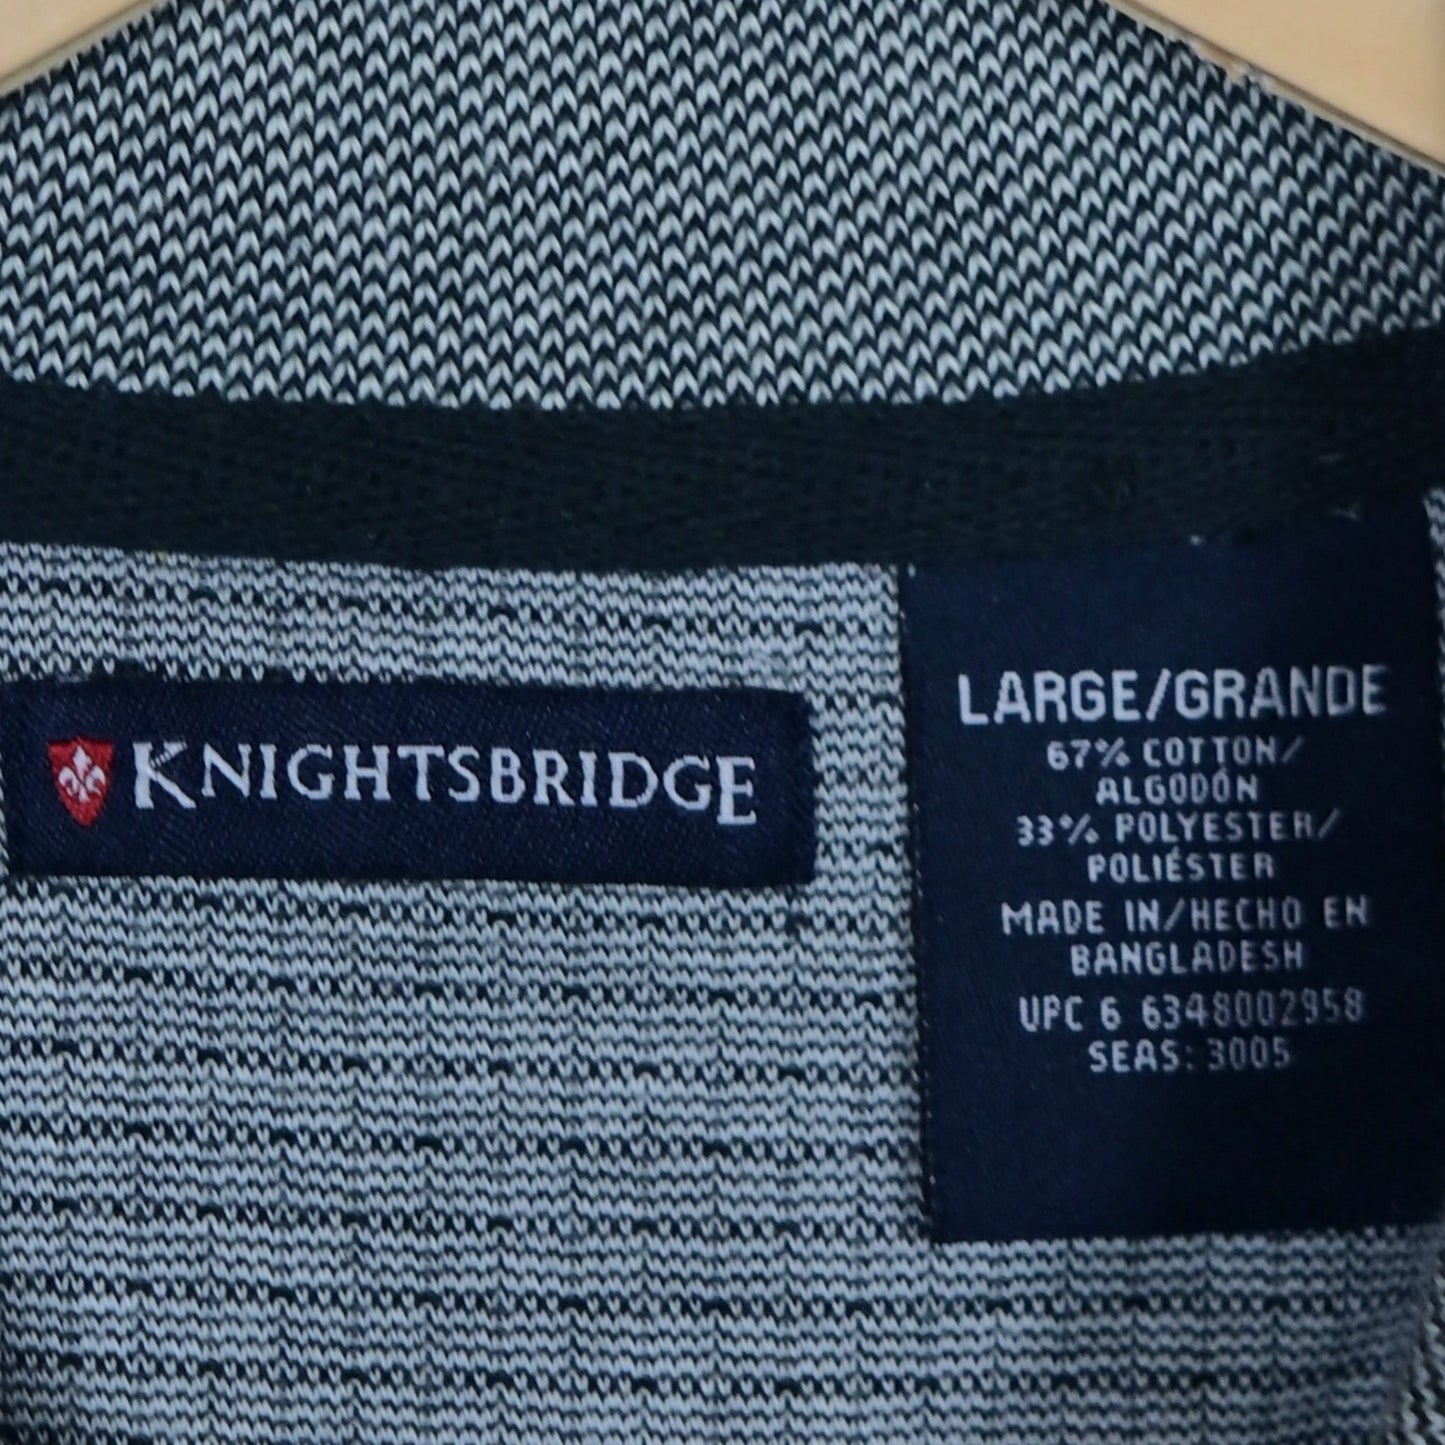 KNIGHTSBRIDGE
LARGE/GRANDE
67% COTTON/
ALGODÓN
33% POLYESTER/
POLIÉSTER
MADE IN/HECHO EN
BANGLADESH
UPC 6 6348002958
SEAS: 3005